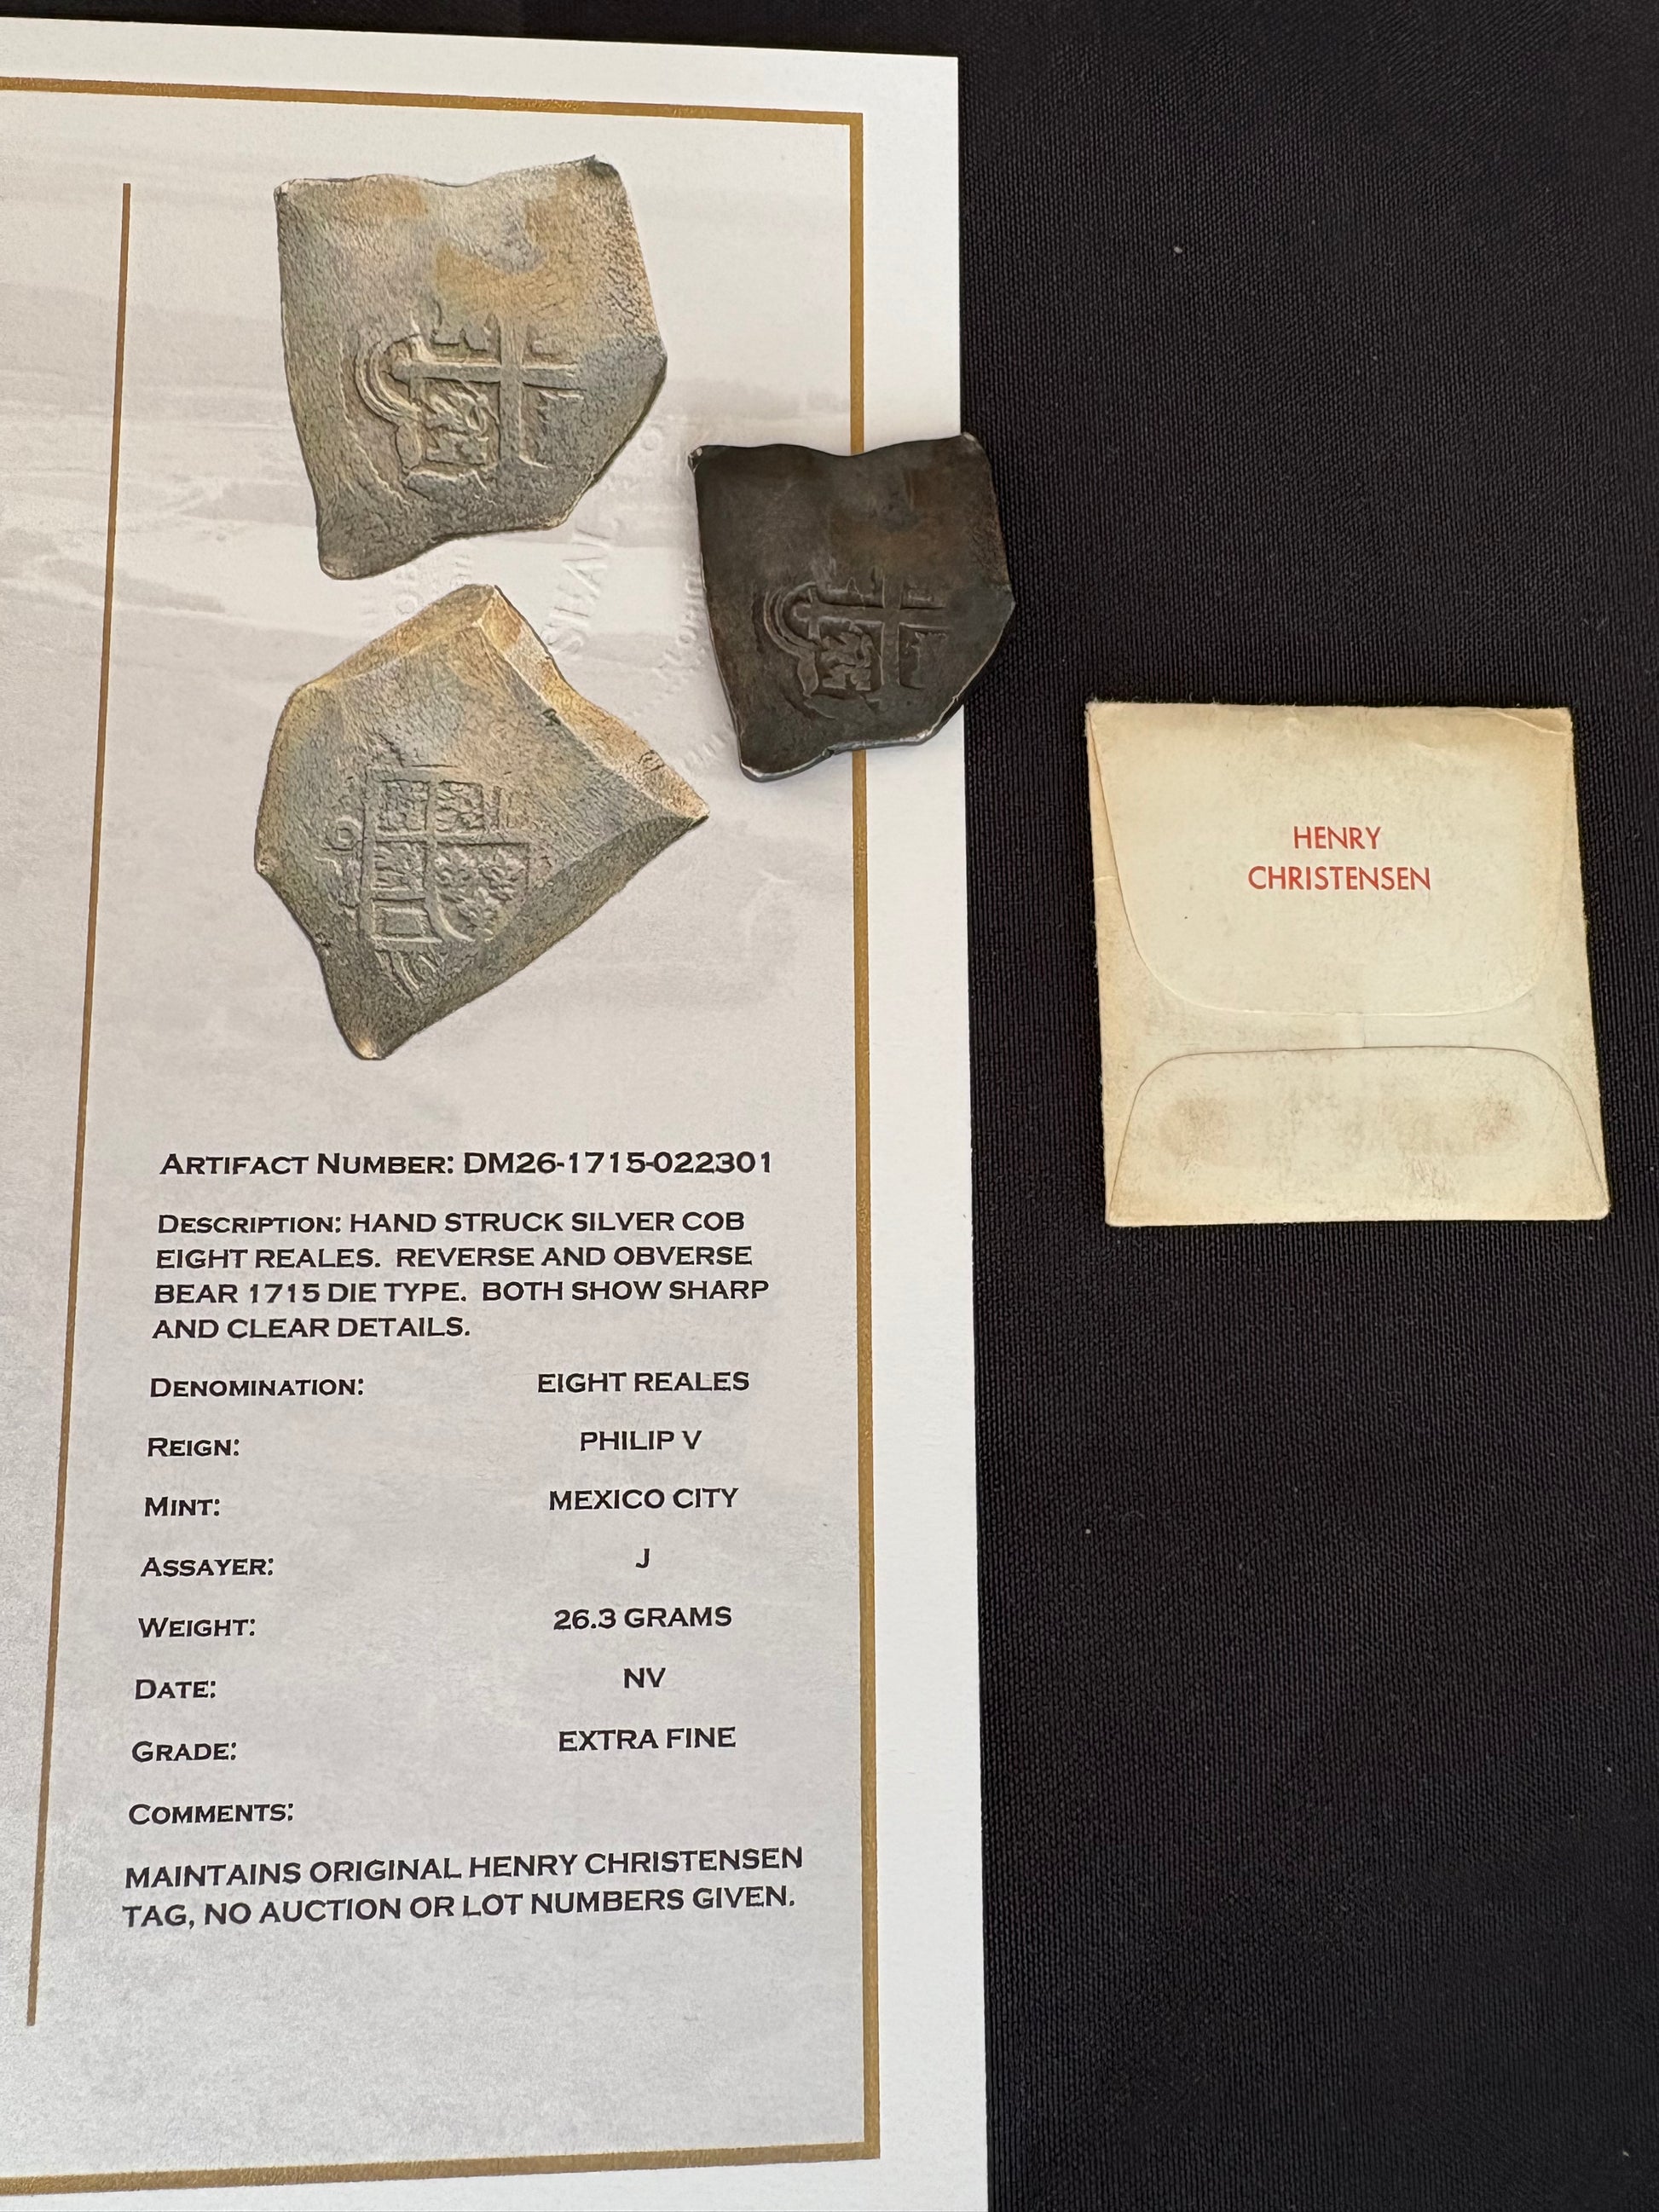 ARTIFACT NUMBER: DM26-1715-022301
DESCRIPTION: HAND STRUCK SILVER COB
EIGHT REALES. REVERSE AND OBVERSE
BEAR 1715 DIE TYPE. BOTH SHOW SHARP
AND CLEAR DETAILS.
DENOMINATION: EIGHT REALES
REIGN: PHILIP V
MINT: MEXICO CITY
ASSAYER: J
WEIGHT: 26.3 GRAMS
DATE: NV
GRADE: EXTRA FINE
COMMENTS:
MAINTAINS ORIGINAL HENRY CHRISTENSEN
TAG, NO AUCTION OR LOT NUMBERS GIVEN.
SEAL
HENRY
CHRISTENSEN